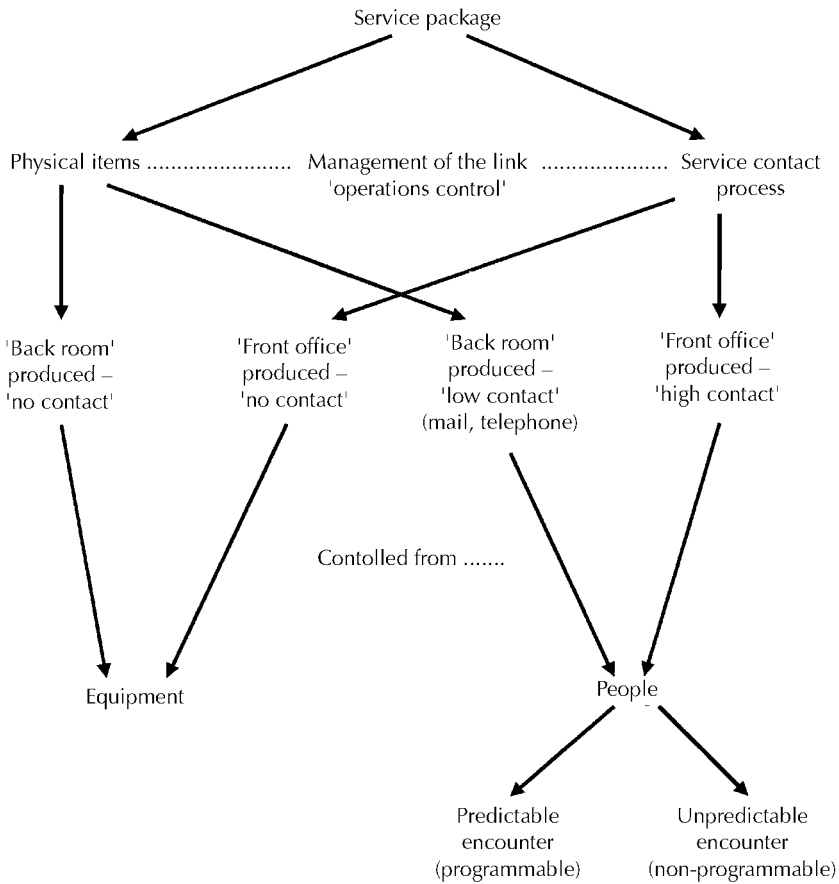 Service package
Physical items ........................ Management of the link ..................... Service contact
'operations control' process
'Back room' 'Front office' 'Back room' 'Front office'
produced – produced – produced – produced –
'no contact' 'no contact' 'low contact' 'high contact'
(mail, telephone)
Contolled from .......
Equipment People
Predictable Unpredictable
encounter encounter
(programmable) (non-programmable)